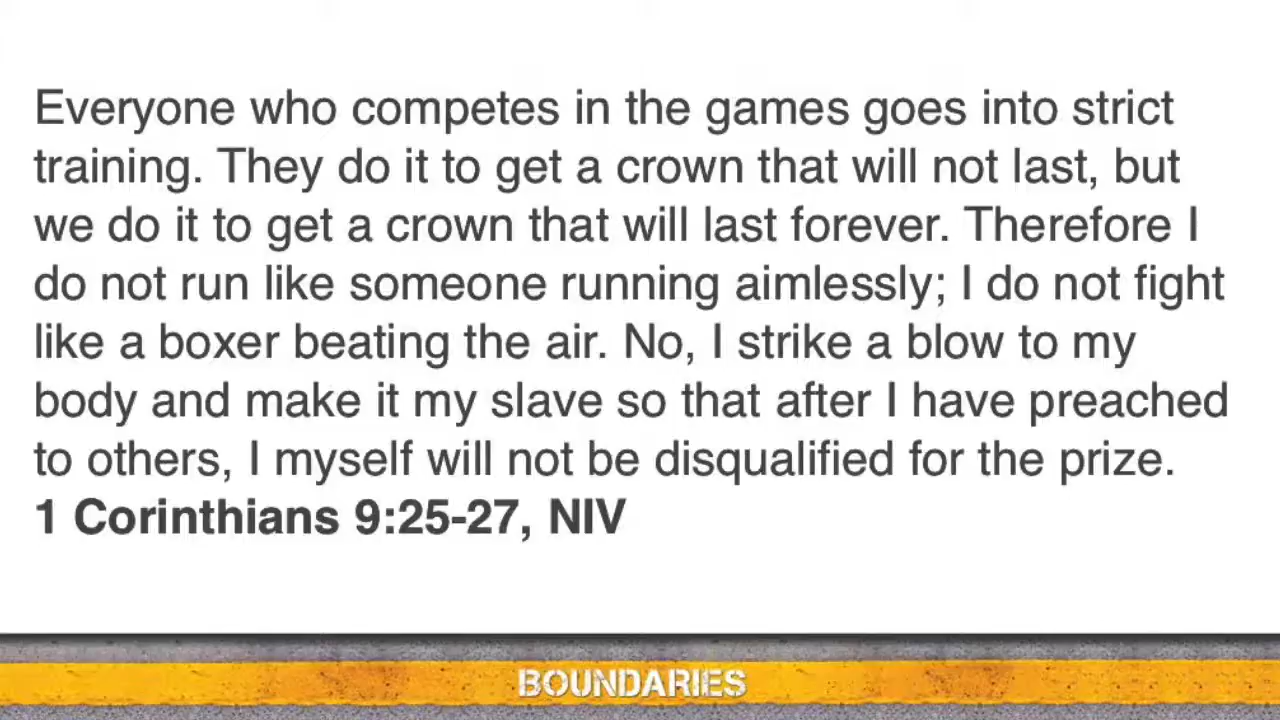 Everyone who competes in the games goes into strict
training. They do it to get a crown that will not last, but
we do it to get a crown that will last forever. Therefore I
do not run like someone running aimlessly; I do not fight
like a boxer beating the air. No, I strike a blow to my
body and make it my slave so that after I have preached
to others, I myself will not be disqualified for the prize.
1 Corinthians 9:25-27, NIV
BOUNDARIES